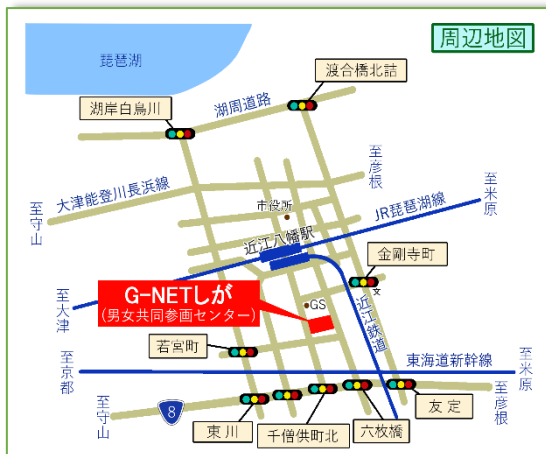 周辺地図
琵琶湖
渡合橋北詰
湖岸白鳥川
湖周道路
至彦根
至米原
大津能登川長浜線
至守山
市役所
JR琵琶湖線
近江八幡駅
金剛寺町
至大津
G-NETしが
(男女共同参画センター)
GS
文
近江鉄道
若宮町
至京都
東海道新幹線
至米原
至守山
8
東川
千僧供町北
六枚橋
友定
至彦根